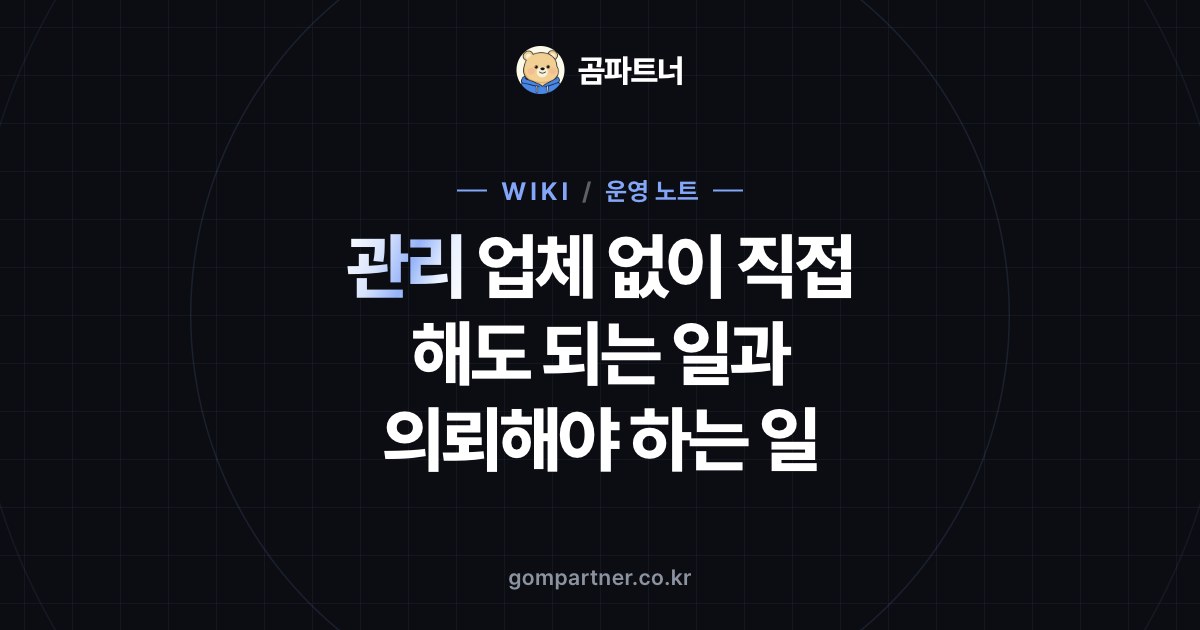 곰파트너
WIKI / 운영 노트
관리 업체 없이 직접
해도 되는 일과
의뢰해야 하는 일
gompartner.co.kr